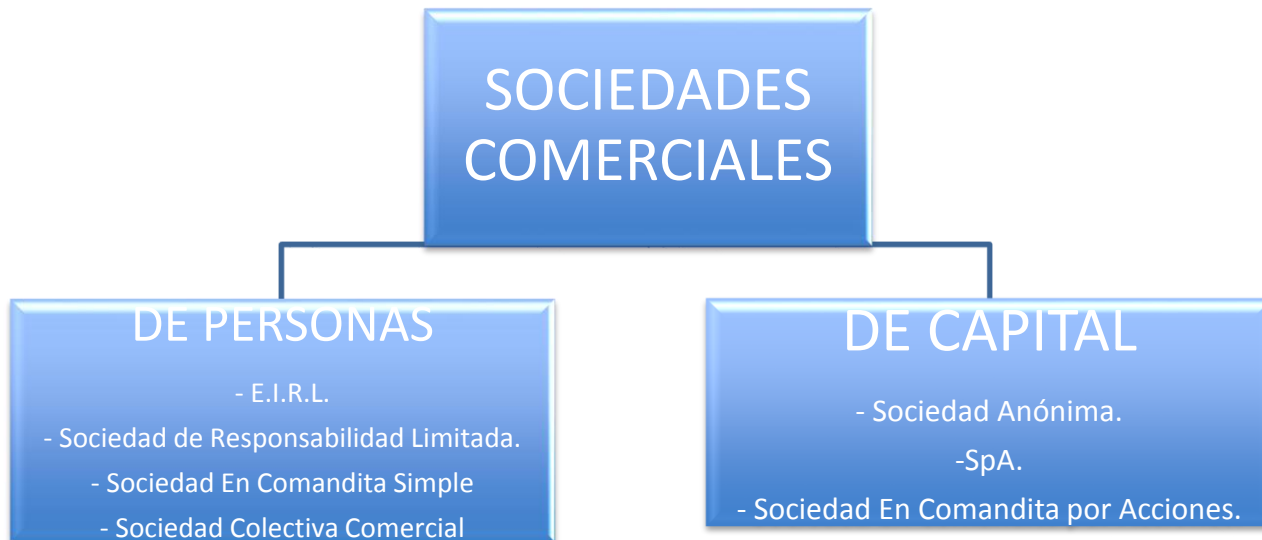 SOCIEDADES
COMERCIALES
DE PERSONAS
- E.I.R.L.
- Sociedad de Responsabilidad Limitada.
- Sociedad En Comandita Simple
- Sociedad Colectiva Comercial
DE CAPITAL
- Sociedad Anónima.
-SpA.
- Sociedad En Comandita por Acciones.